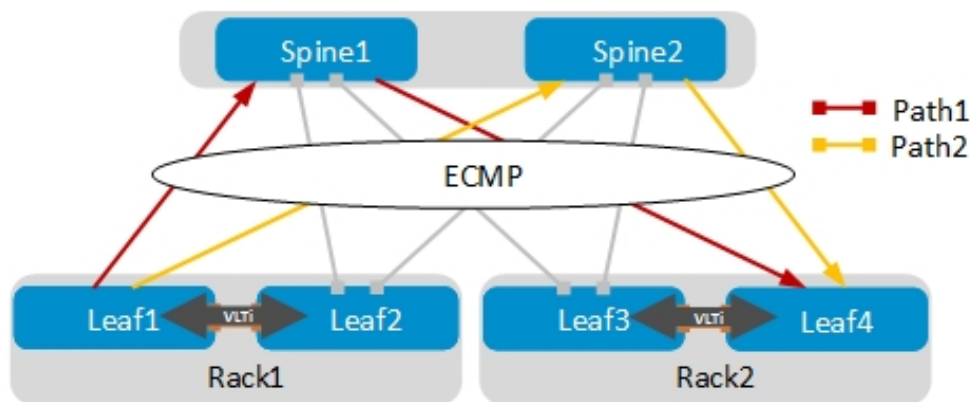 Spine1
Spine2
Path1
Path2
ECMP
Leaf1
VLTi
Leaf2
Leaf3
VLTi
Leaf4
Rack1
Rack2